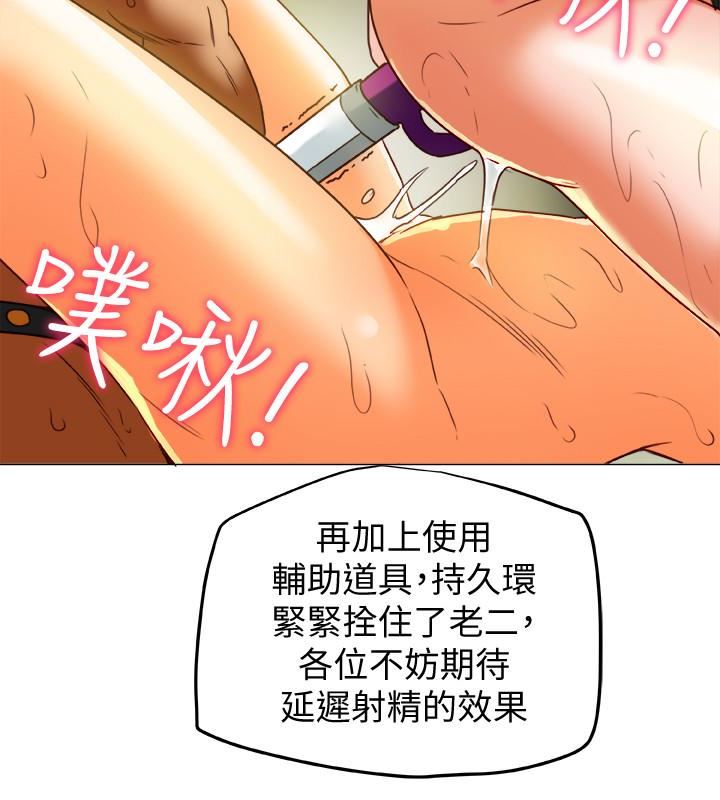 啾!
噗啾!
再加上使用
輔助道具,持久環
緊緊拴住了老二,
各位不妨期待
延遲射精的效果